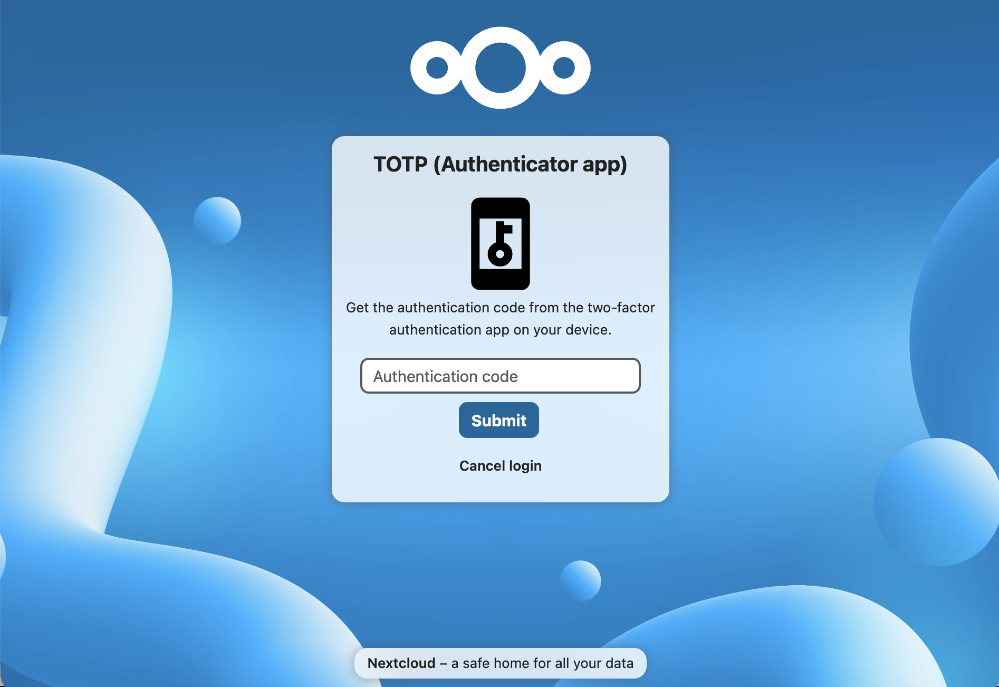 TOTP (Authenticator app)
Get the authentication code from the two-factor
authentication app on your device.
Authentication code
Submit
Cancel login
Nextcloud – a safe home for all your data